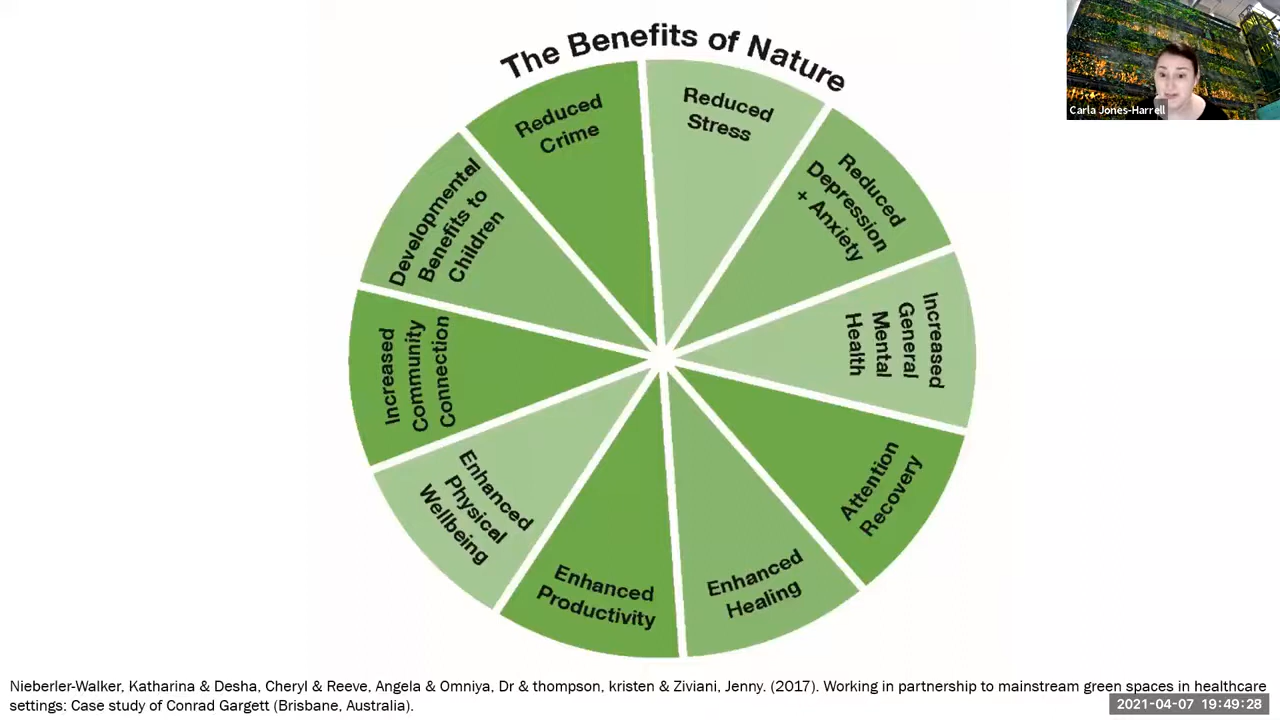 The Benefits of Nature
Carla Jones-Harrell
Reduced
Stress
Reduced
Depression
+ Anxiety
Increased
General
Mental
Health
Attention
Recovery
Enhanced
Healing
Enhanced
Productivity
Enhanced
Physical
Wellbeing
Increased
Community
Connection
Developmental
Benefits to
Children
Reduced
Crime
Nieberler-Walker, Katharina & Desha, Cheryl & Reeve, Angela & Omniya, Dr & thompson, kristen & Ziviani, Jenny. (2017). Working in partnership to mainstream green spaces in healthcare
settings: Case study of Conrad Gargett (Brisbane, Australia).
2021-04-07 19:49:28